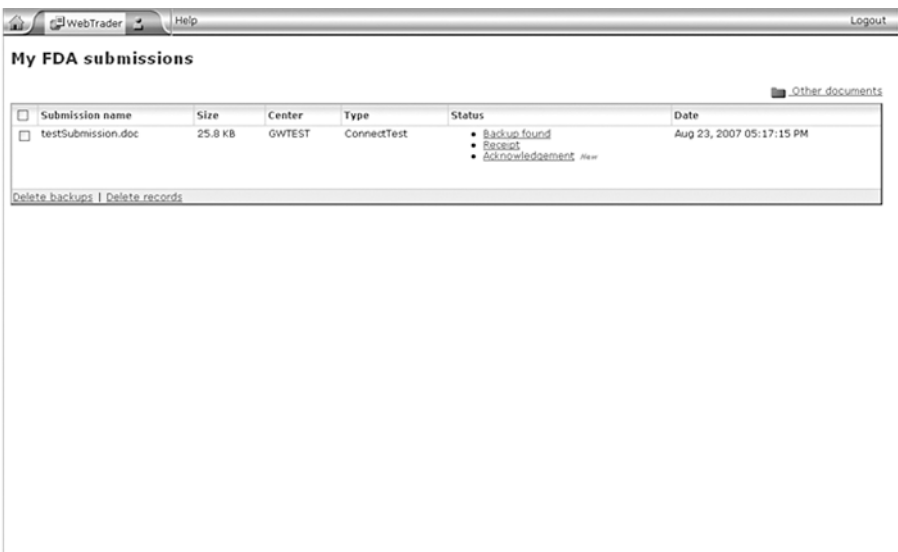 WebTrader Help Logout
My FDA submissions
Other documents
Submission name Size Center Type Status Date
testSubmission.doc 25.8 KB GWTEST ConnectTest Backup found Aug 23, 2007 05:17:15 PM
Receipt
Acknowledgement New
Delete backups | Delete records